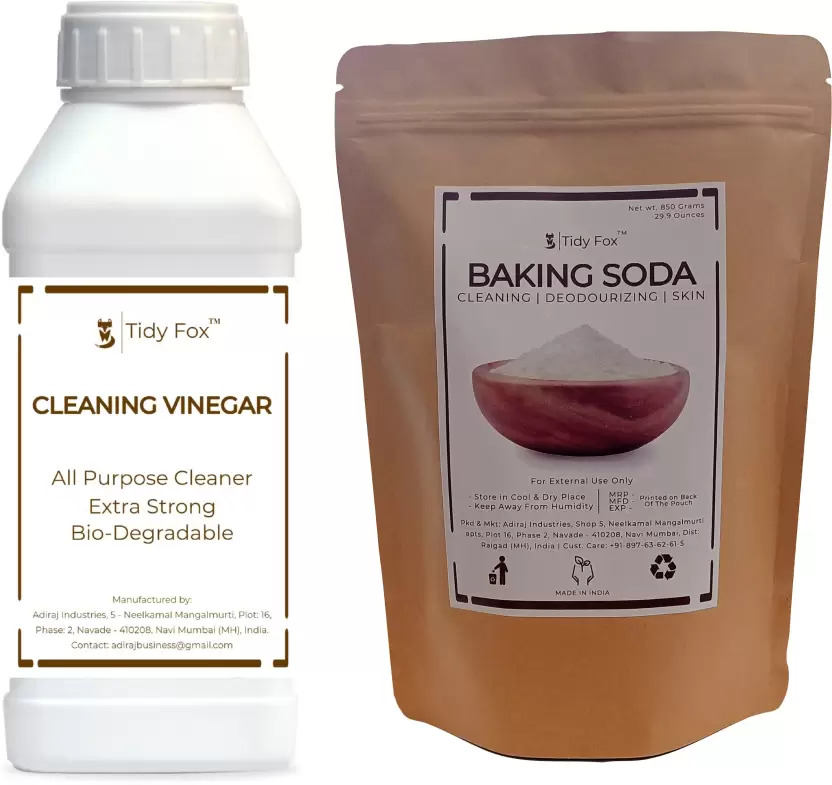 Tidy Fox™
CLEANING VINEGAR
All Purpose Cleaner
Extra Strong
Bio-Degradable
Manufactured by:
Adiraj Industries, 5 - Neelkamal Mangalmurti, Plot: 16,
Phase: 2, Navade - 410208, Navi Mumbai (MH), India.
Contact: adirajbusiness@gmail.com
Net wt. 850 Grams
29.9 Ounces
Tidy Fox™
BAKING SODA
CLEANING | DEODOURIZING | SKIN
For External Use Only
- Store in Cool & Dry Place
- Keep Away From Humidity
MRP -
MFD -
EXP -
Printed on Back
Of The Pouch
Pkd & Mkt: Adiraj Industries, Shop 5, Neelkamal Mangalmurti
apts, Plot 16, Phase 2, Navade - 410208, Navi Mumbai, Dist:
Raigad (MH), India | Cust. Care: +91-897-63-62-61-5
MADE IN INDIA